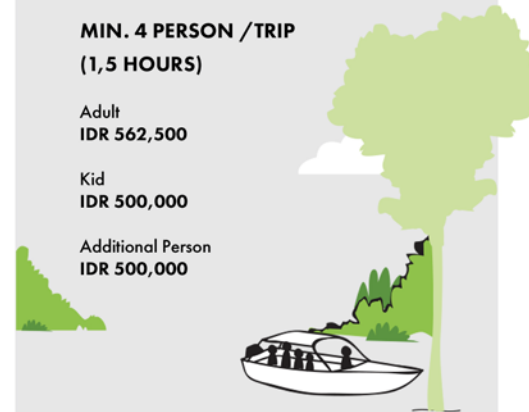 MIN. 4 PERSON /TRIP
(1,5 HOURS)
Adult
IDR 562,500
Kid
IDR 500,000
Additional Person
IDR 500,000